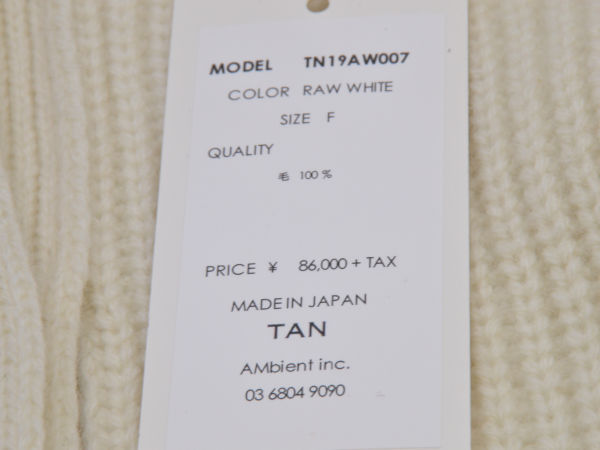 MODEL TN19AW007
COLOR RAW WHITE
SIZE F
QUALITY
毛 100%
PRICE ¥ 86,000 + TAX
MADE IN JAPAN
TAN
AMbient inc.
03 6804 9090